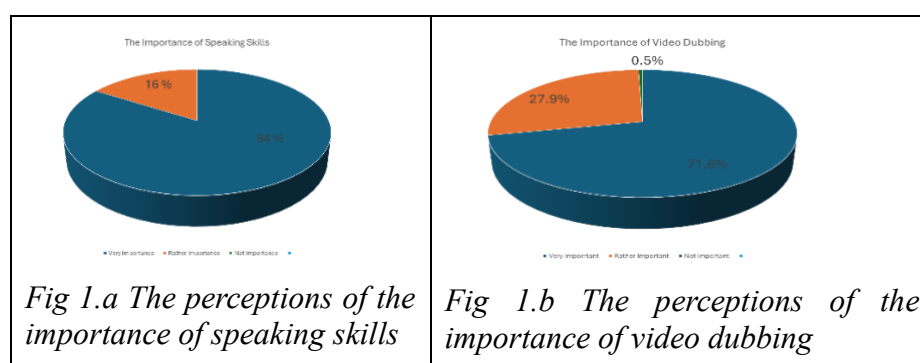 The Importance of Speaking Skills
16%
84%
Very Importance Rather Importance Not Importance
Fig 1.a The perceptions of the
importance of speaking skills
The Importance of Video Dubbing
0.5%
27.9%
71.6%
Very Important Rather Important Not Important
Fig 1.b The perceptions of the
importance of video dubbing